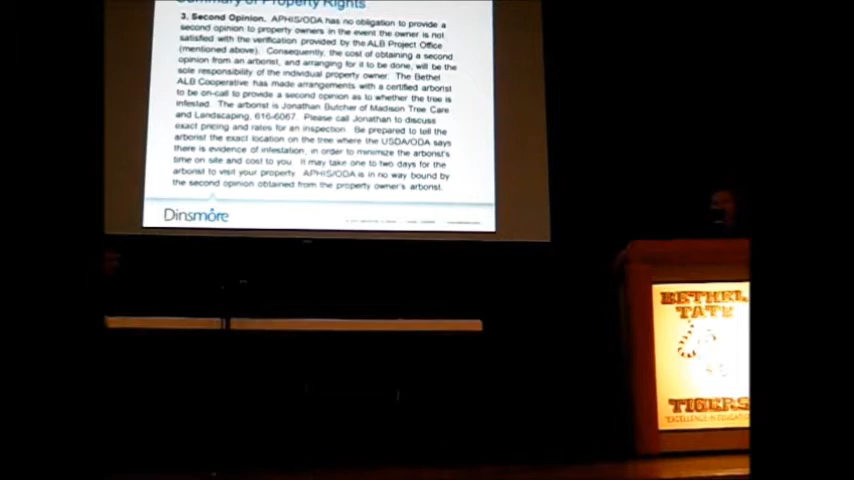 Summary of Property Rights
3. Second Opinion. APHIS/ODA has no obligation to provide a
second opinion to property owners in the event the owner is not
satisfied with the verification provided by the ALB Project Office
(mentioned above). Consequently, the cost of obtaining a second
opinion from an arborist, and arranging for it to be done, will be the
sole responsibility of the individual property owner. The Bethel
ALB Cooperative has made arrangements with a certified arborist
to be on-call to provide a second opinion as to whether the tree is
infested. The arborist is Jonathan Butcher of Madison Tree Care
and Landscaping, 616-6067. Please call Jonathan to discuss
exact pricing and rates for an inspection. Be prepared to tell the
arborist the exact location on the tree where the USDA/ODA says
there is evidence of infestation, in order to minimize the arborist's
time on site and cost to you. It may take one to two days for the
arborist to visit your property. APHIS/ODA is in no way bound by
the second opinion obtained from the property owner's arborist.
Dinsmōre
BETHEL
TATE
TIGERS
"EXCELLENCE IN EDUCATION